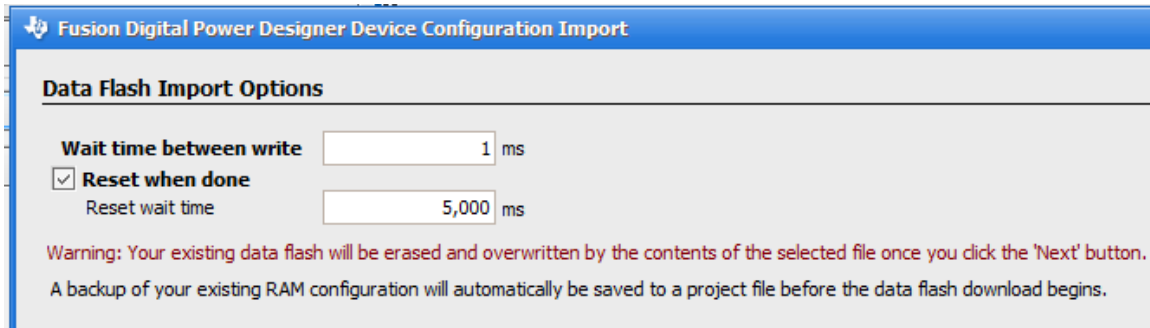 Fusion Digital Power Designer Device Configuration Import
Data Flash Import Options
Wait time between write 1 ms
Reset when done
Reset wait time 5,000 ms
Warning: Your existing data flash will be erased and overwritten by the contents of the selected file once you click the 'Next' button.
A backup of your existing RAM configuration will automatically be saved to a project file before the data flash download begins.